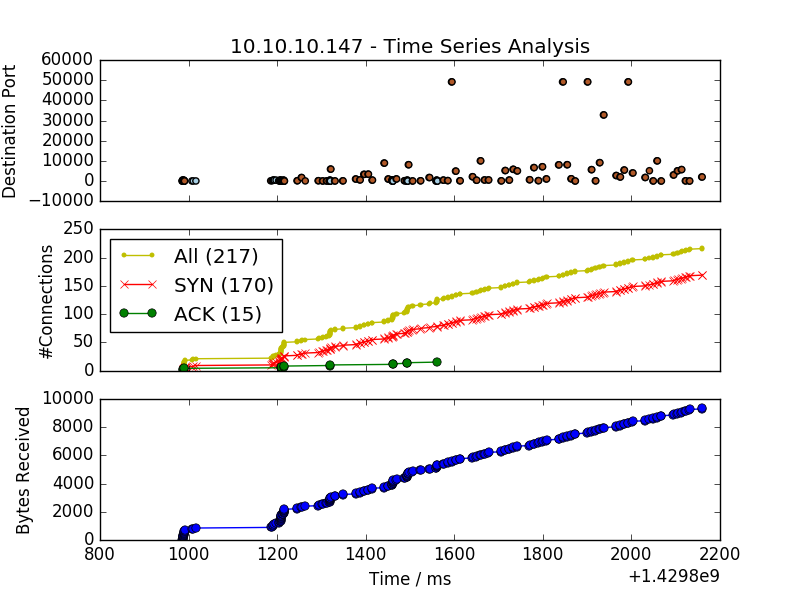 10.10.10.147 - Time Series Analysis
Destination Port
60000
50000
40000
30000
20000
10000
0
−10000
#Connections
250
200
150
100
50
0
All (217)
SYN (170)
ACK (15)
Bytes Received
10000
8000
6000
4000
2000
0
800 1000 1200 1400 1600 1800 2000 2200
Time / ms
+1.4298e9